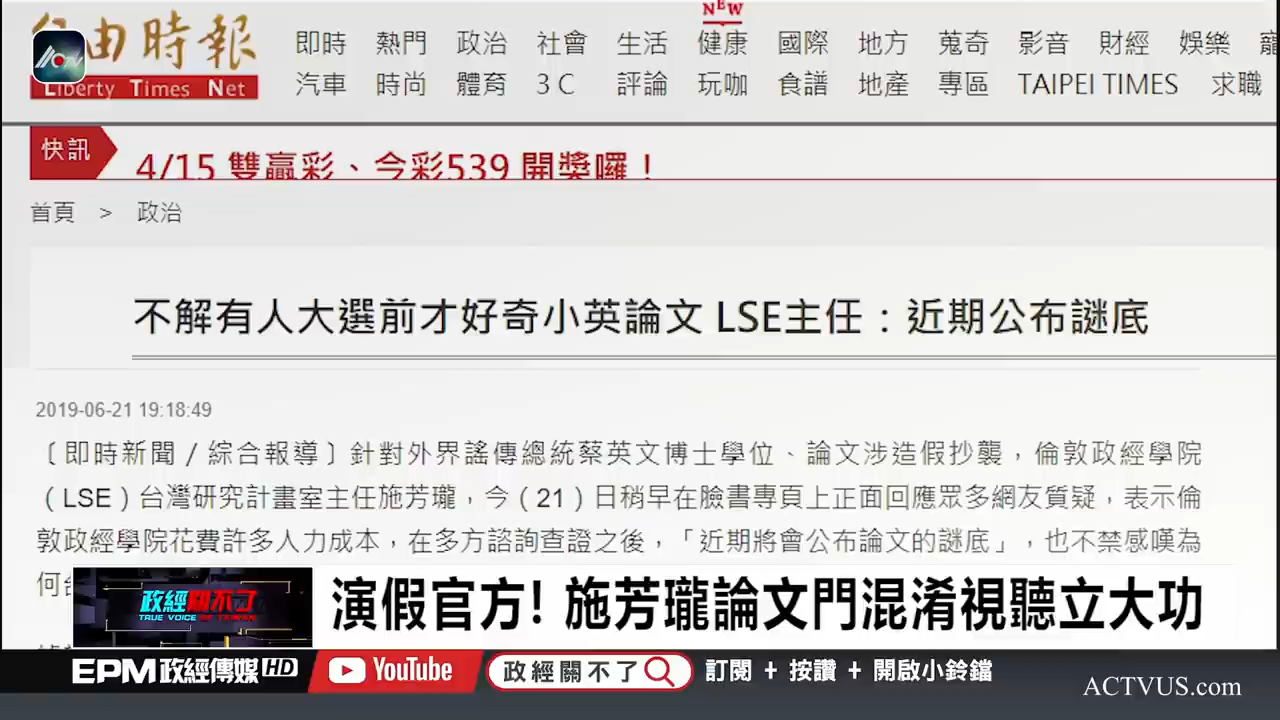 自由時報
Liberty Times Net
NEW
即時 熱門 政治 社會 生活 健康 國際 地方 蒐奇 影音 財經 娛樂
汽車 時尚 體育 3C 評論 玩咖 食譜 地產 專區 TAIPEI TIMES 求職
快訊
4/15 雙贏彩、今彩539 開獎囉！
首頁 > 政治
不解有人大選前才好奇小英論文 LSE主任：近期公布謎底
2019-06-21 19:18:49
〔即時新聞／綜合報導〕針對外界謠傳總統蔡英文博士學位、論文涉造假抄襲，倫敦政經學院
（LSE）台灣研究計畫室主任施芳瓏，今（21）日稍早在臉書專頁上正面回應眾多網友質疑，表示倫
敦政經學院花費許多人力成本，在多方諮詢查證之後，「近期將會公布論文的謎底」，也不禁感嘆為
何
政經關不了
TRUE VOICE OF TAIWAN
演假官方! 施芳瓏論文門混淆視聽立大功
EPM政經傳媒HD
YouTube
政經關不了
訂閱 + 按讚 + 開啟小鈴鐺
ACTVUS.com